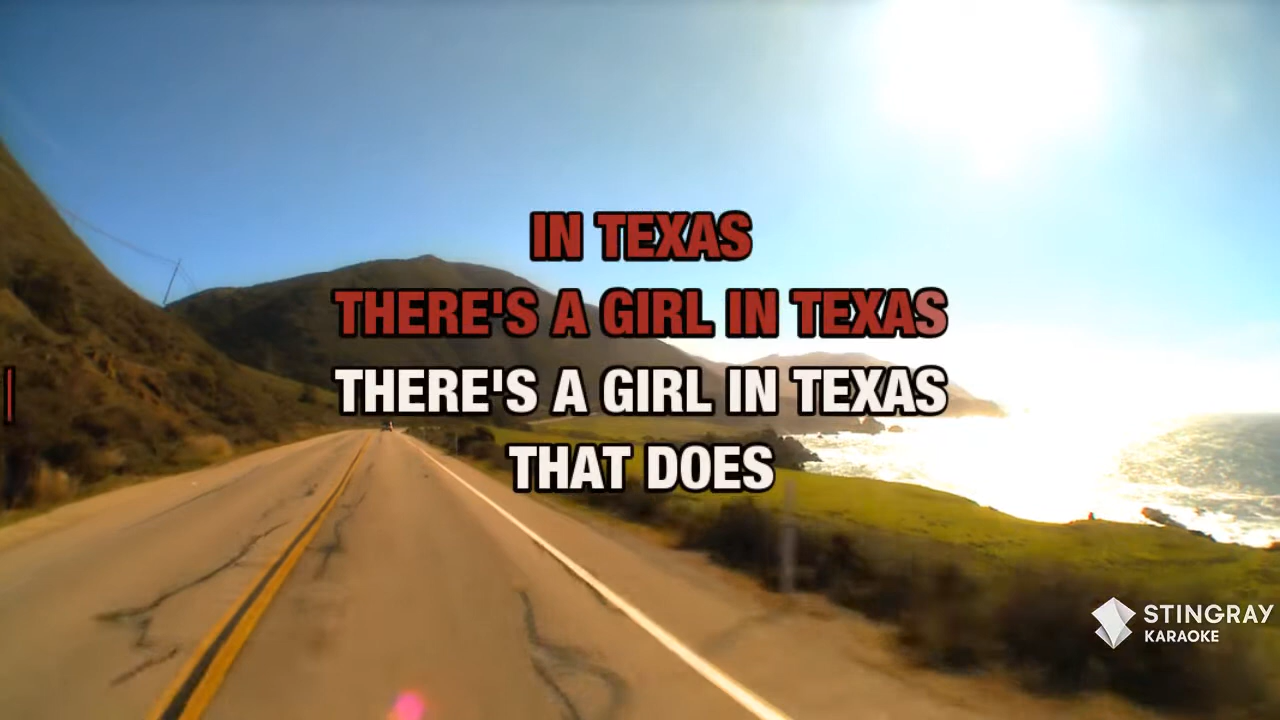 IN TEXAS
THERE'S A GIRL IN TEXAS
THERE'S A GIRL IN TEXAS
THAT DOES
STINGRAY
KARAOKE